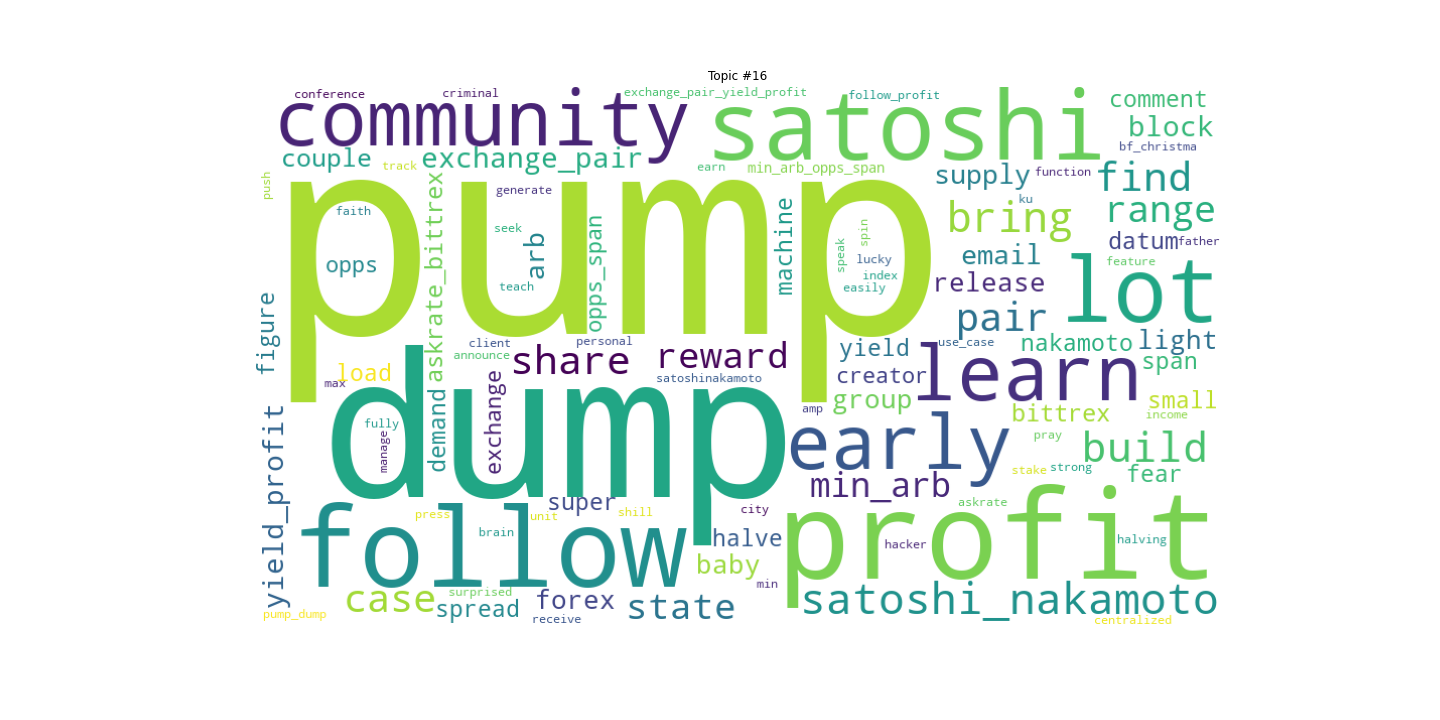 Topic #16
conference
criminal
exchange_pair_yield_profit
follow_profit
community
satoshi
comment
block
bf_christma
couple
track
exchange_pair
earn
min_arb_opps_span
supply
function
find
push
pump
askrate_bittrex
generate
faith
seek
opps
arb
teach
opps_span
machine
speak
spin
lucky
index
easily
ku
bring
range
datum
father
email
feature
release
lot
figure
pair
client
announce
personal
share
reward
satoshinakamoto
yield
use_case
nakamoto
light
span
load
max
creator
learn
group
small
amp
bittrex
income
dump
fully
manage
demand
exchange
early
pray
build
stake
strong
fear
min_arb
yield_profit
super
press
unit
shill
city
askrate
follow
brain
halve
profit
hacker
halving
baby
min
case
surprised
spread
forex
receive
state
satoshi_nakamoto
pump_dump
centralized